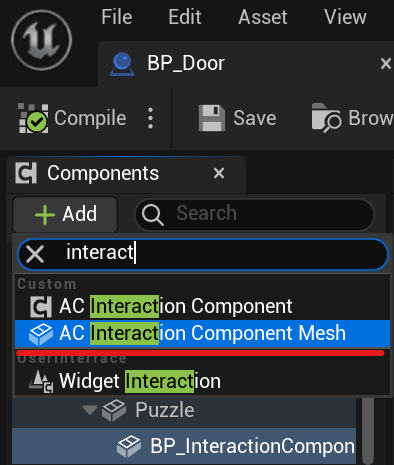 File Edit Asset View
BP_Door
Compile Save Brow
Components
Add Search
interact
Custom
AC Interaction Component
AC Interaction Component Mesh
UserInterface
Widget Interaction
Puzzle
BP_InteractionCompon